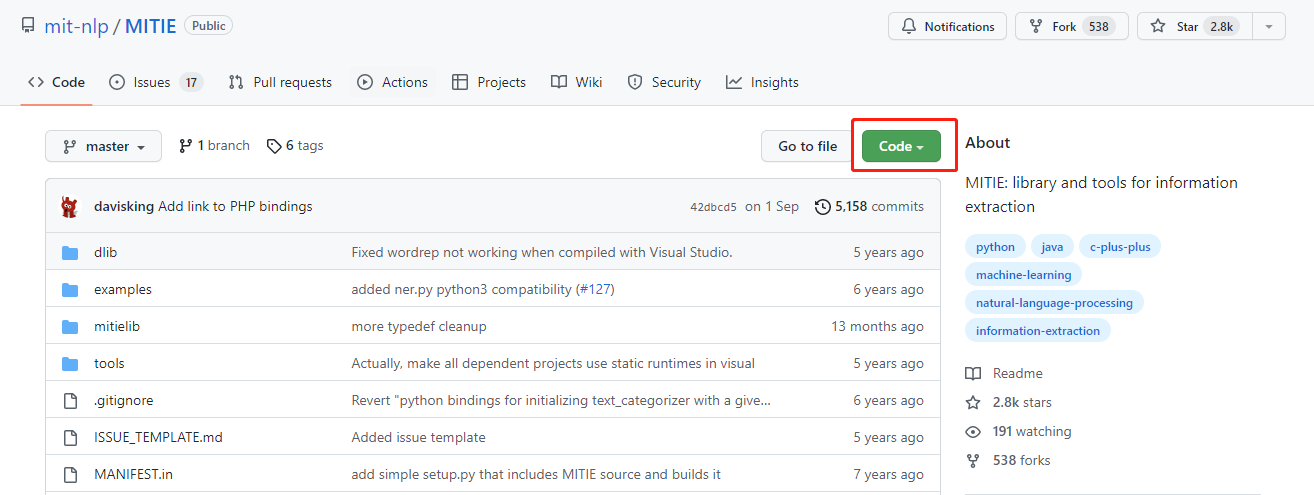 mit-nlp / MITIE Public
Notifications Fork 538 Star 2.8k
Code Issues 17 Pull requests Actions Projects Wiki Security Insights
master 1 branch 6 tags Go to file Code
davisking Add link to PHP bindings 42dbcd5 on 1 Sep 5,158 commits
dlib Fixed wordrep not working when compiled with Visual Studio. 5 years ago
examples added ner.py python3 compatibility (#127) 6 years ago
mitielib more typedef cleanup 13 months ago
tools Actually, make all dependent projects use static runtimes in visual 5 years ago
.gitignore Revert "python bindings for initializing text_categorizer with a give… 6 years ago
ISSUE_TEMPLATE.md Added issue template 5 years ago
MANIFEST.in add simple setup.py that includes MITIE source and builds it 7 years ago
About
MITIE: library and tools for information
extraction
python java c-plus-plus
machine-learning
natural-language-processing
information-extraction
Readme
2.8k stars
191 watching
538 forks